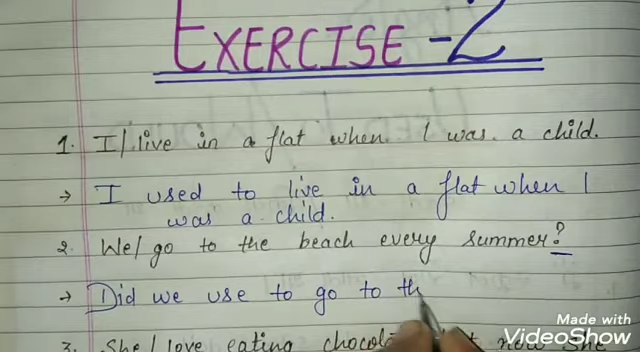 EXERCISE - 2
1. I/live in a flat when I was a child.
→ I used to live in a flat when I
was a child.
2. We/go to the beach every summer?
→ Did we use to go to th
3. She/love eating now she
Made with
VideoShow